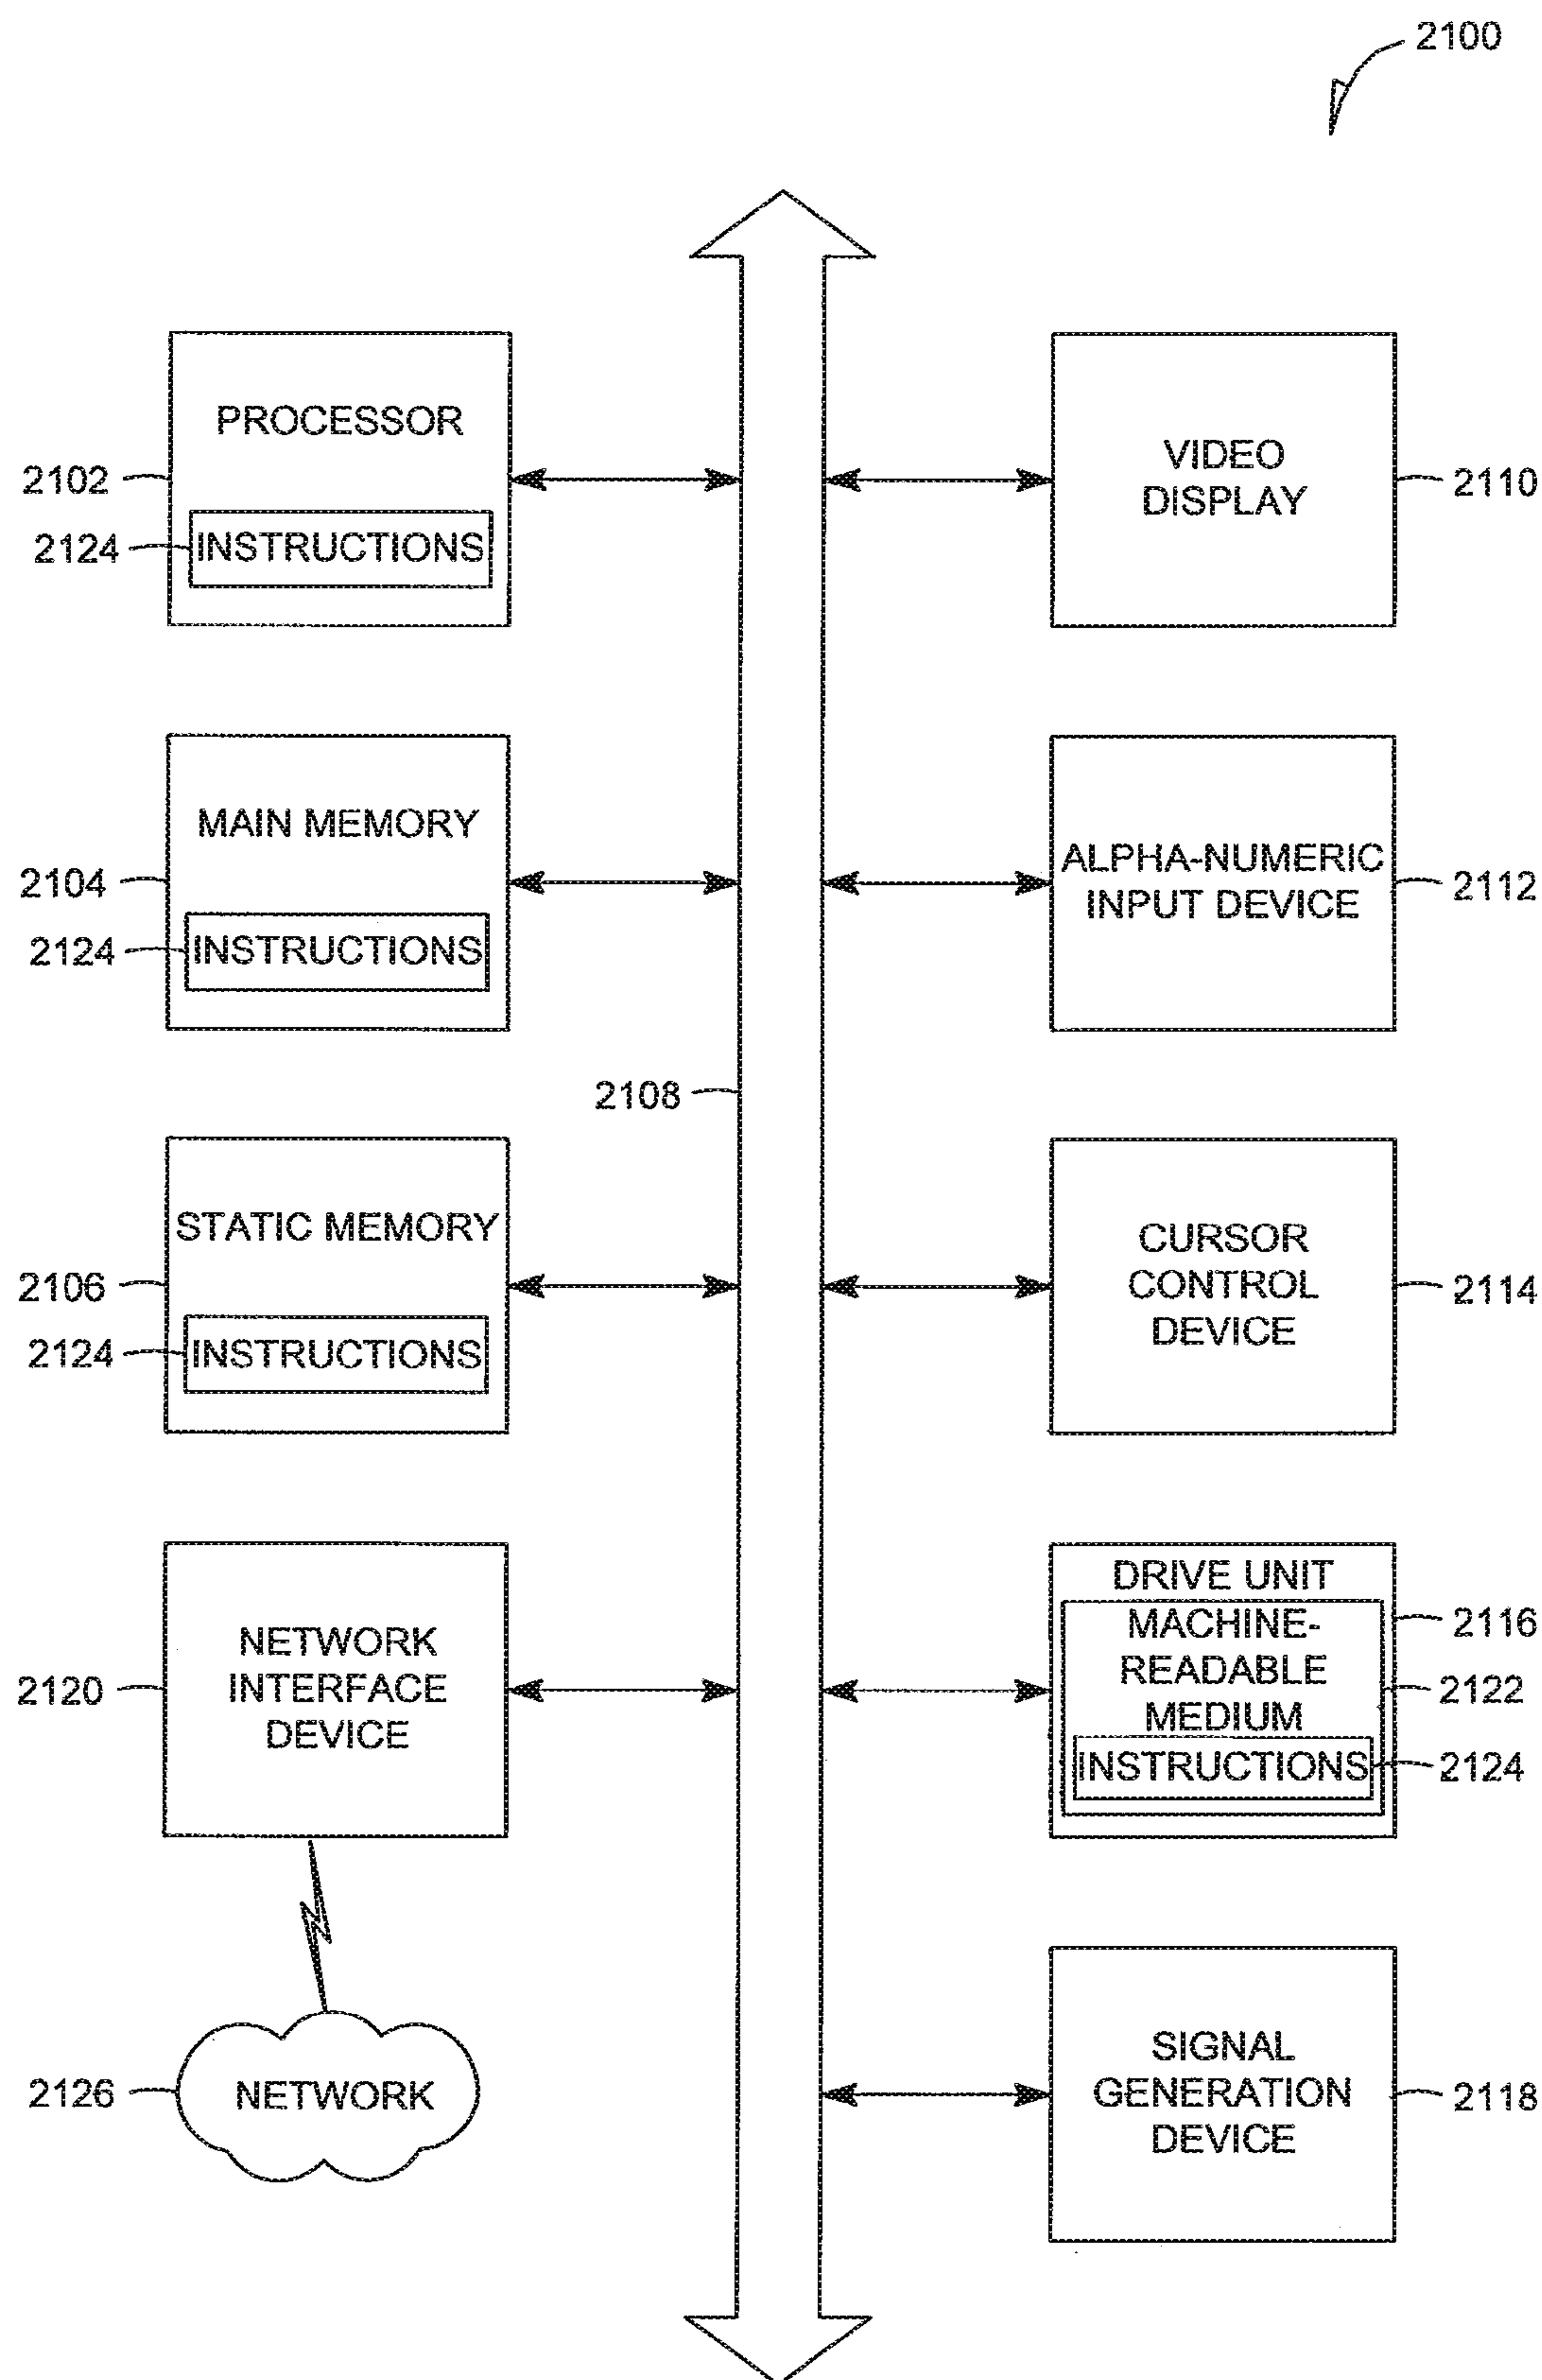 2100
PROCESSOR
2102
2124
INSTRUCTIONS
VIDEO
DISPLAY
2110
MAIN MEMORY
2104
2124
INSTRUCTIONS
ALPHA-NUMERIC
INPUT DEVICE
2112
2108
STATIC MEMORY
2106
2124
INSTRUCTIONS
CURSOR
CONTROL
DEVICE
2114
NETWORK
INTERFACE
DEVICE
2120
DRIVE UNIT
2116
MACHINE-
READABLE
MEDIUM
2122
INSTRUCTIONS
2124
NETWORK
2126
SIGNAL
GENERATION
DEVICE
2118